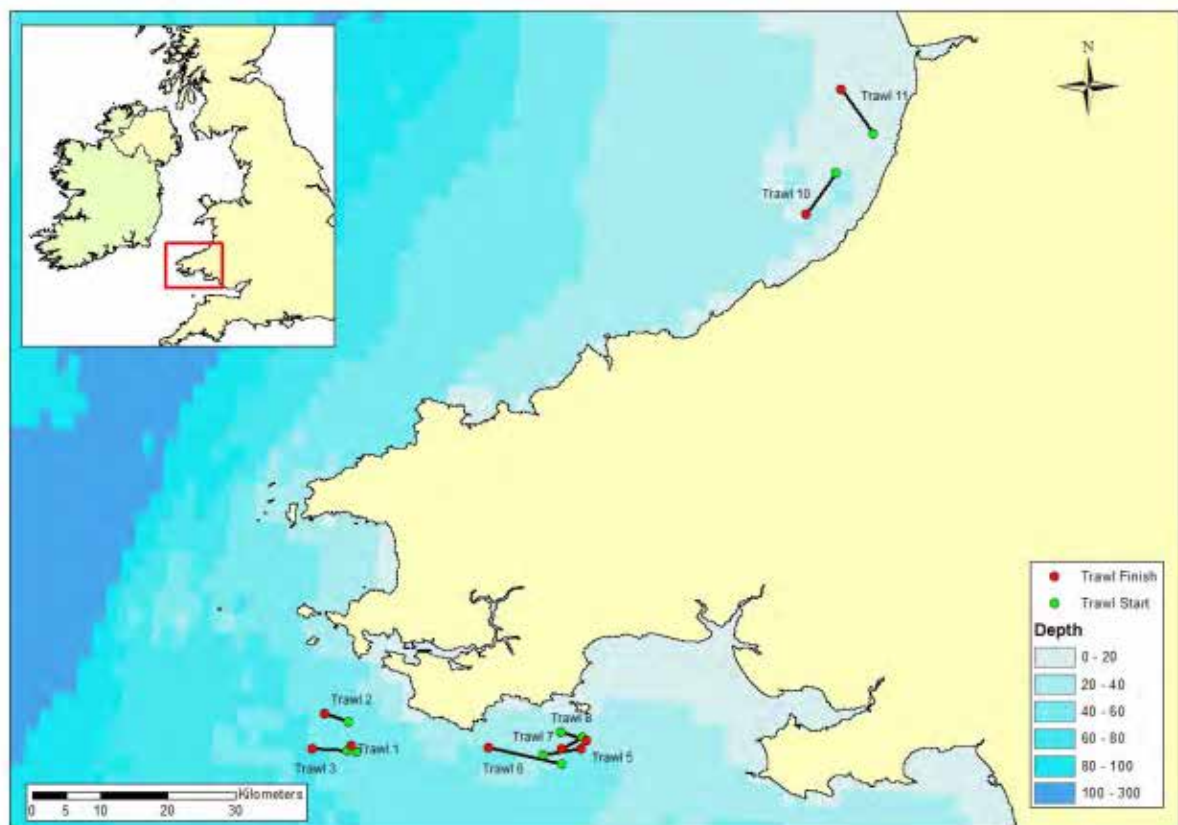 N
Trawl 11
Trawl 10
Trawl 2
Trawl 1
Trawl 3
Trawl 8
Trawl 7
Trawl 5
Trawl 6
Trawl Finish
Trawl Start
Depth
0 - 20
20 - 40
40 - 60
60 - 80
80 - 100
100 - 300
Kilometers
0 5 10 20 30